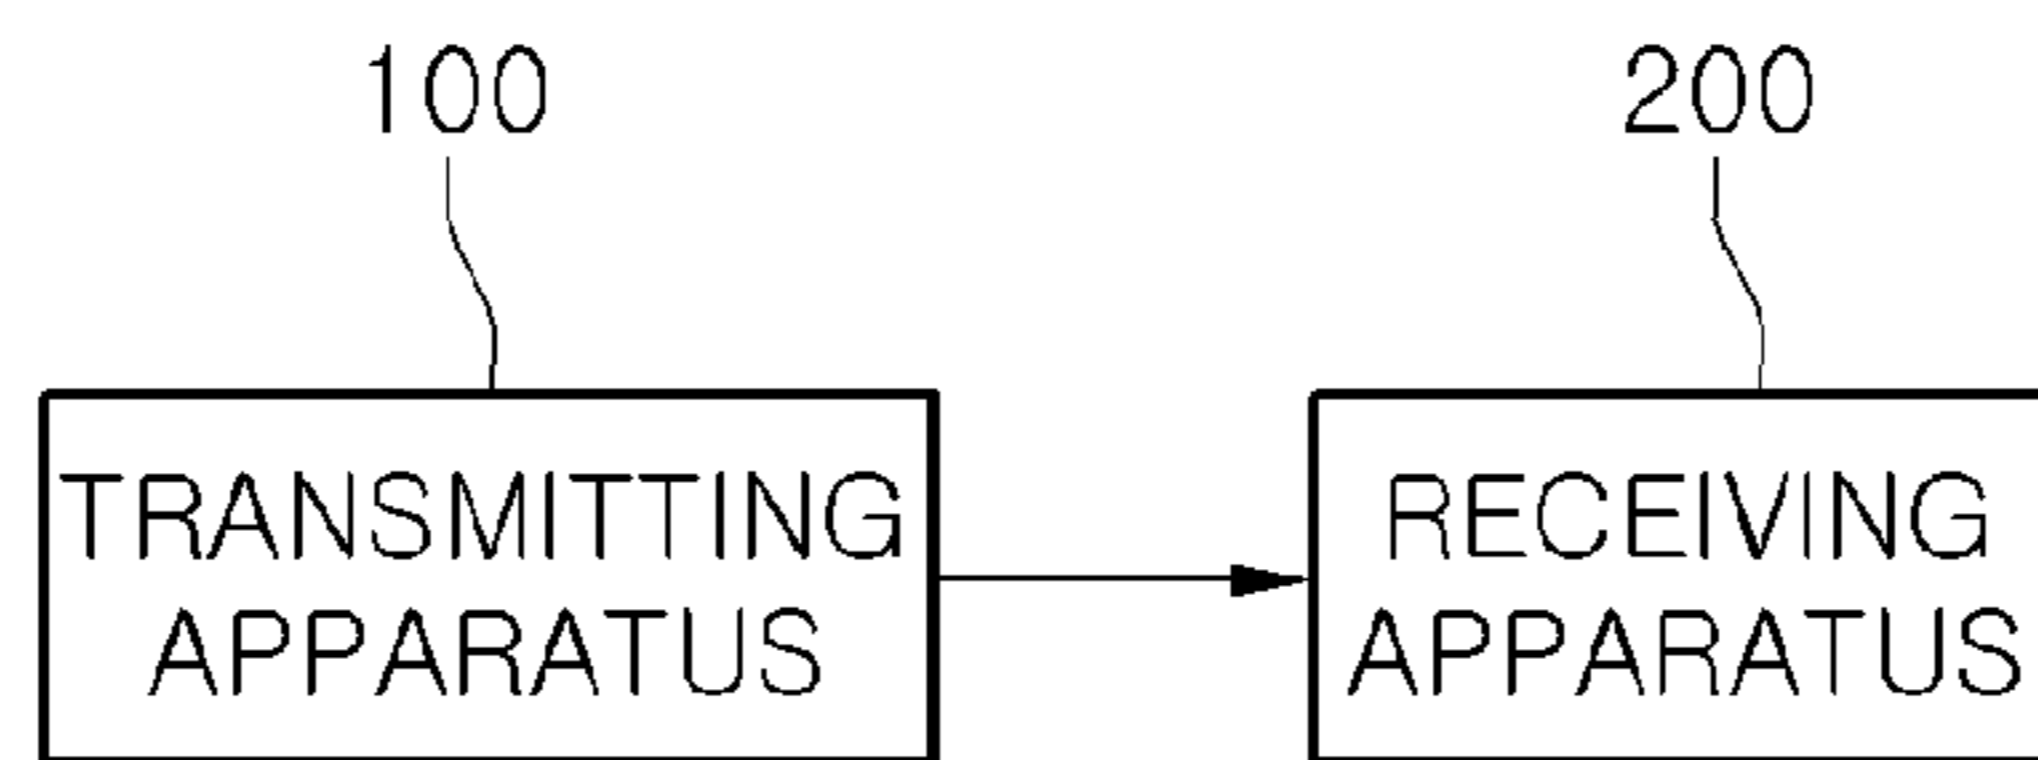 100
200
TRANSMITTING
APPARATUS
RECEIVING
APPARATUS